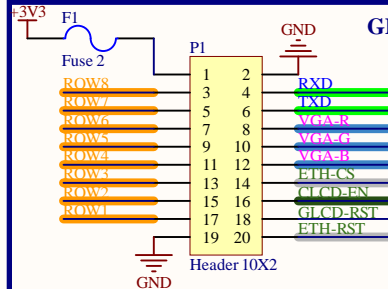 +3V3
F1
Fuse 2
GND
P1
1 2
ROW8 3 4 RXD
ROW7 5 6 TXD
ROW6 7 8 VGA-R
ROW5 9 10 VGA-G
ROW4 11 12 VGA-B
ROW3 13 14 ETH-CS
ROW2 15 16 CLCD-EN
ROW1 17 18 GLCD-RST
19 20 ETH-RST
Header 10X2
GND